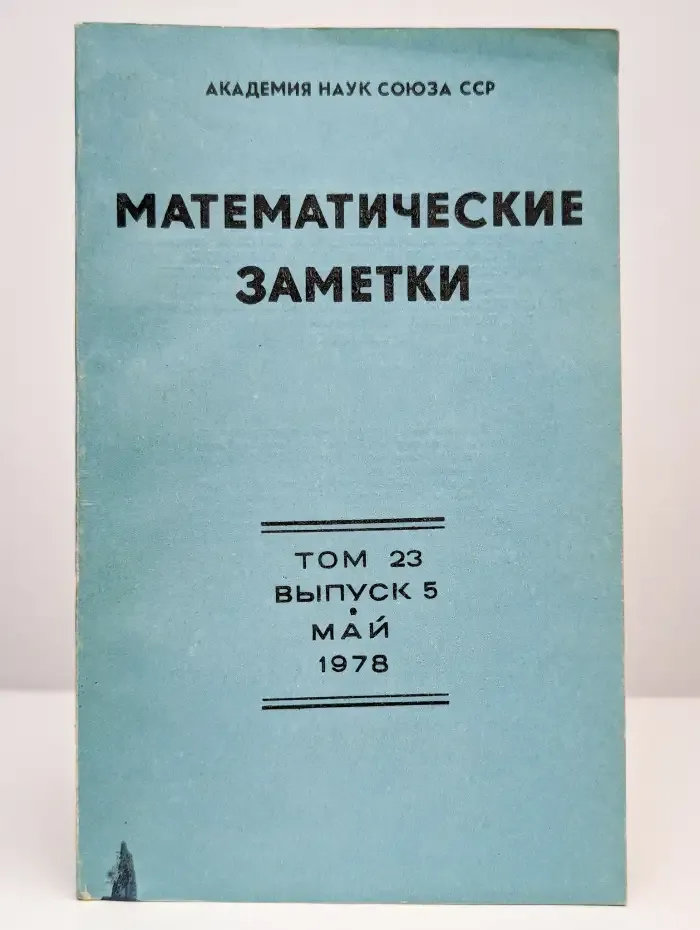 АКАДЕМИЯ НАУК СОЮЗА ССР
МАТЕМАТИЧЕСКИЕ
ЗАМЕТКИ
ТОМ 23
ВЫПУСК 5
•
МАЙ
1978